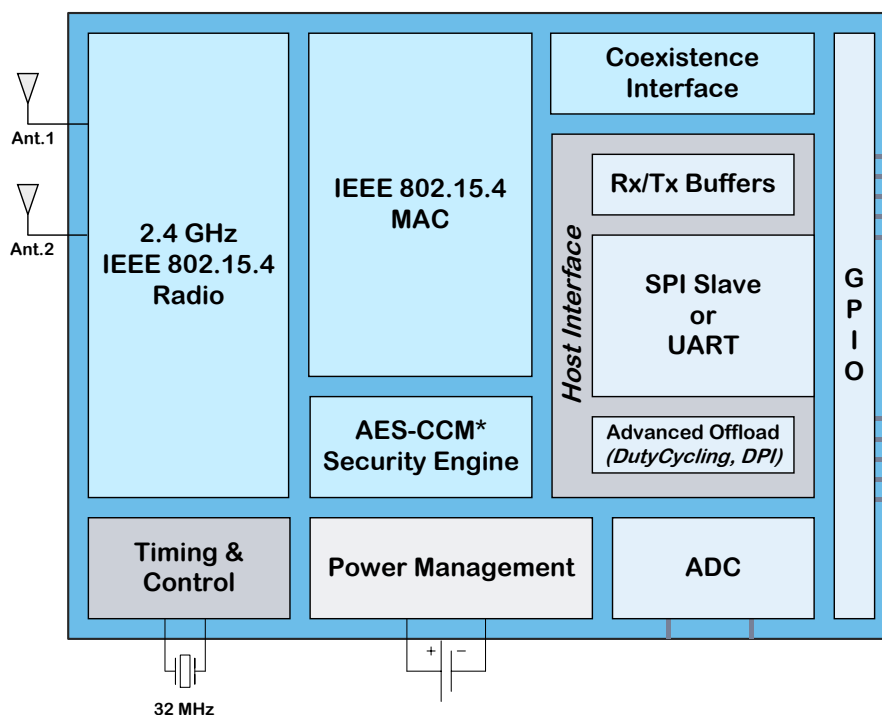 Ant.1
Ant.2
2.4 GHz
IEEE 802.15.4
Radio
IEEE 802.15.4
MAC
AES-CCM*
Security Engine
Coexistence
Interface
Host Interface
Rx/Tx Buffers
SPI Slave
or
UART
Advanced Offload
(DutyCycling, DPI)
G
P
I
O
Timing &
Control
Power Management
ADC
+ −
32 MHz